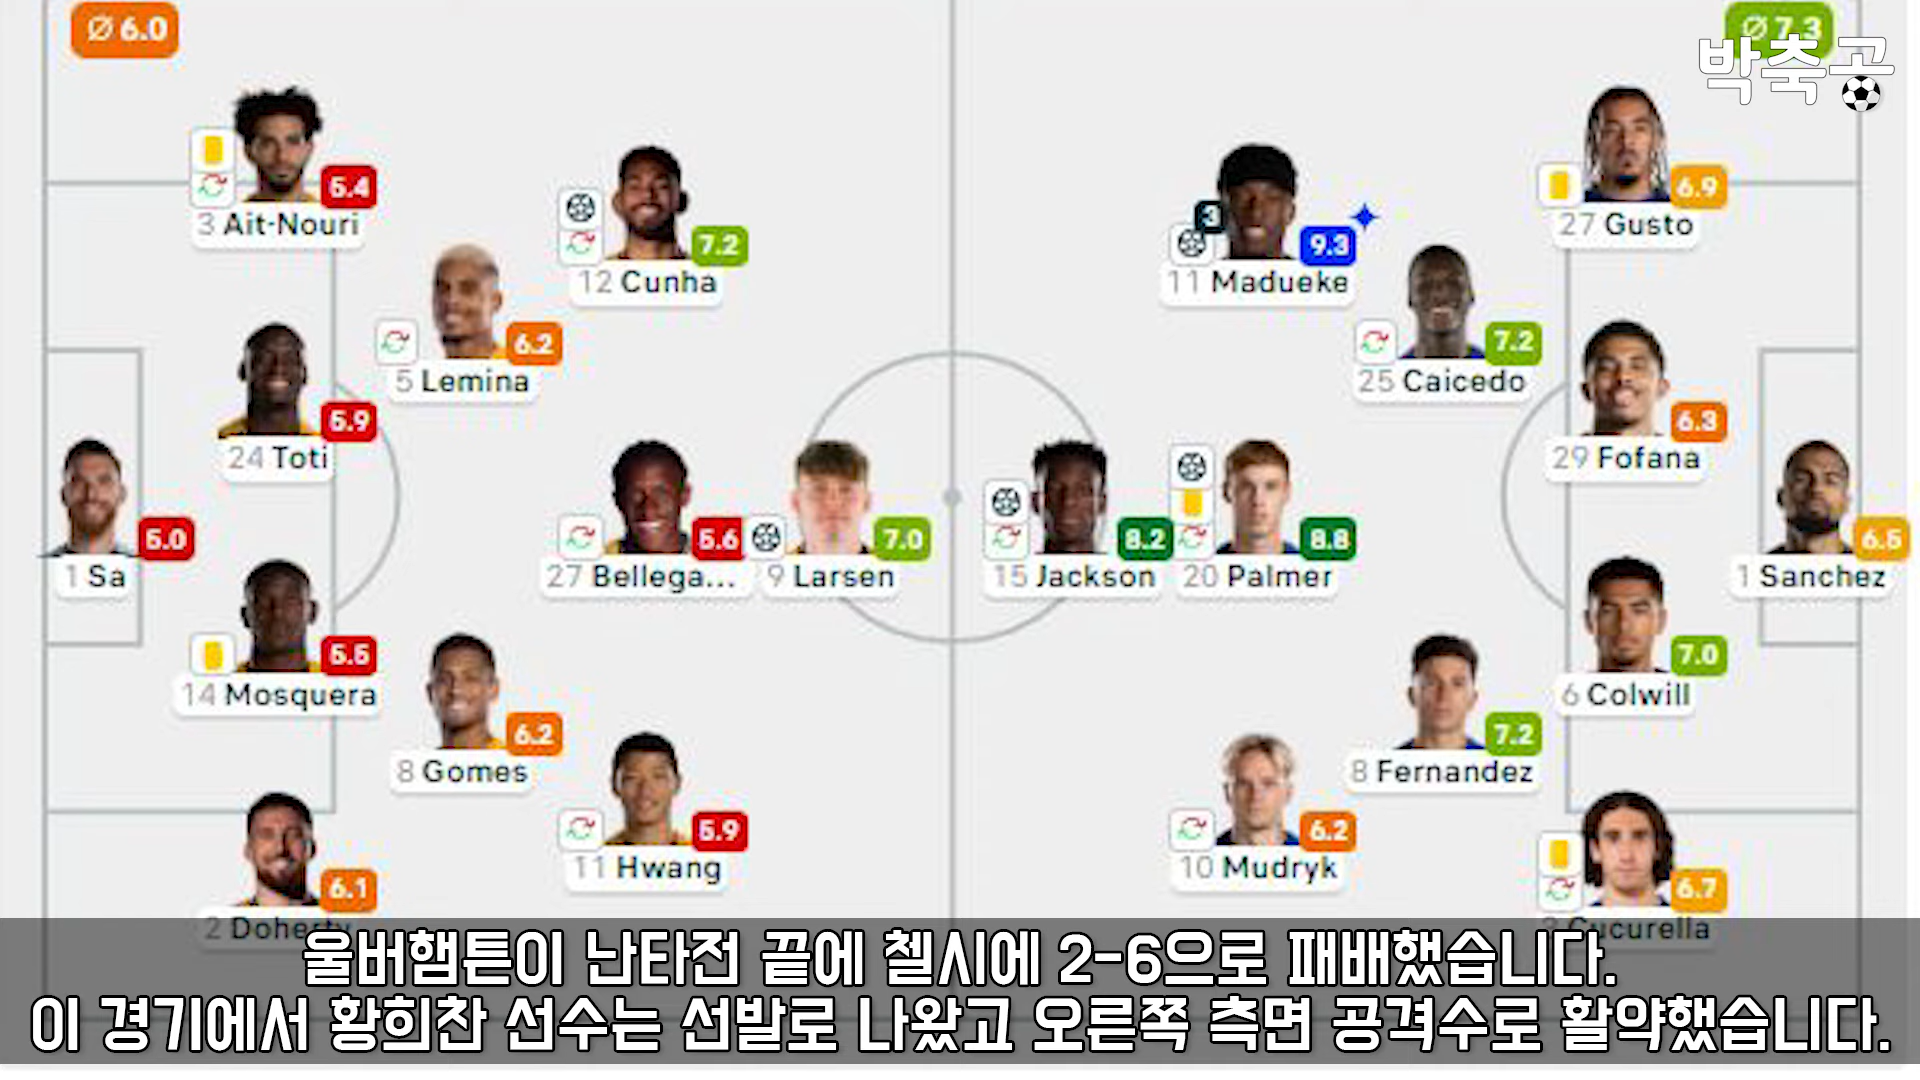 Ø 6.0
Ø 7.3
박축공
5.4
3 Ait-Nouri
7.2
12 Cunha
3
9.3
11 Madueke
6.9
27 Gusto
6.2
5 Lemina
7.2
25 Caicedo
5.9
24 Toti
6.3
29 Fofana
5.0
1 Sa
5.6
27 Bellega...
7.0
9 Larsen
8.2
15 Jackson
8.8
20 Palmer
6.5
1 Sanchez
5.5
14 Mosquera
7.0
6 Colwill
6.2
8 Gomes
7.2
8 Fernandez
5.9
11 Hwang
6.2
10 Mudryk
6.1
2 Doherty
6.7
3 Cucurella
울버햄튼이 난타전 끝에 첼시에 2-6으로 패배했습니다.
이 경기에서 황희찬 선수는 선발로 나왔고 오른쪽 측면 공격수로 활약했습니다.